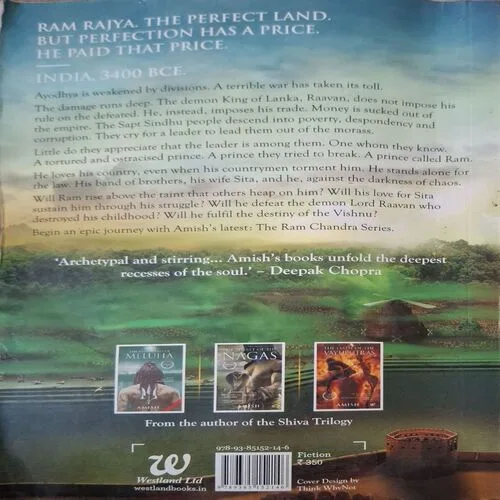 RAM RAJYA. THE PERFECT LAND.
BUT PERFECTION HAS A PRICE.
HE PAID THAT PRICE.
INDIA, 3400 BCE.
Ayodhya is weakened by divisions. A terrible war has taken its toll.
The damage runs deep. The demon King of Lanka, Raavan, does not impose his
rule on the defeated. He, instead, imposes his trade. Money is sucked out of
the empire. The Sapt Sindhu people descend into poverty, despondency and
corruption. They cry for a leader to lead them out of the morass.
Little do they appreciate that the leader is among them. One whom they know.
A tortured and ostracised prince. A prince they tried to break. A prince called Ram.
He loves his country, even when his countrymen torment him. He stands alone for
the law. His band of brothers, his wife Sita, and he, against the darkness of chaos.
Will Ram rise above the taint that others heap on him? Will his love for Sita
sustain him through his struggle? Will he defeat the demon Lord Raavan who
destroyed his childhood? Will he fulfil the destiny of the Vishnu?
Begin an epic journey with Amish's latest: The Ram Chandra Series.
'Archetypal and stirring... Amish's books unfold the deepest
recesses of the soul.' – Deepak Chopra
MELUHA
AMISH
NAGAS
AMISH
VAYUPUTRAS
AMISH
From the author of the Shiva Trilogy
978-93-85152-14-6
Fiction
₹ 350
W
Westland Ltd
westlandbooks.in
9 789385 152146
Cover Design by
Think WhyNot